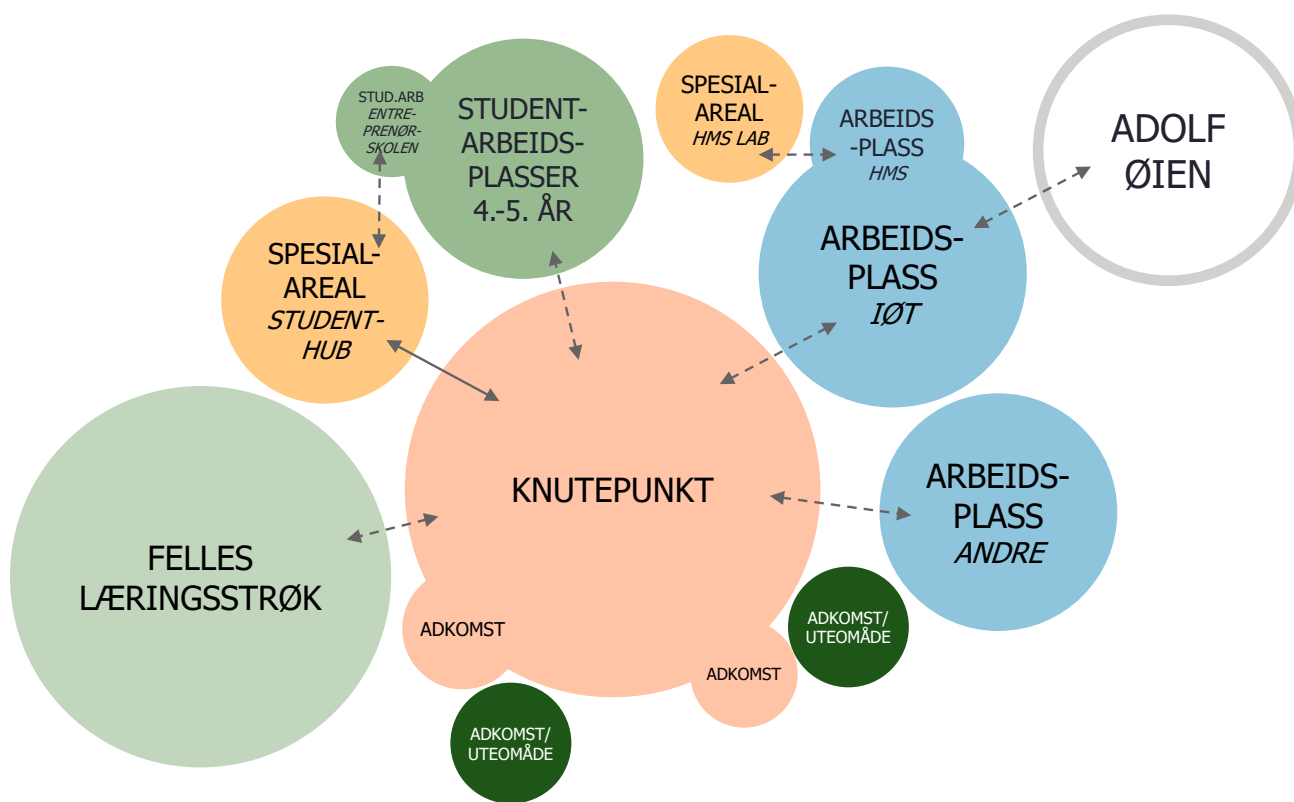 STUD.ARB
ENTRE-
PRENØR-
SKOLEN
STUDENT-
ARBEIDS-
PLASSER
4.-5. ÅR
SPESIAL-
AREAL
HMS LAB
ARBEIDS
-PLASS
HMS
ADOLF
ØIEN
SPESIAL-
AREAL
STUDENT-
HUB
ARBEIDS-
PLASS
IØT
KNUTEPUNKT
ARBEIDS-
PLASS
ANDRE
FELLES
LÆRINGSSTRØK
ADKOMST
ADKOMST/
UTEOMÅDE
ADKOMST
ADKOMST/
UTEOMÅDE